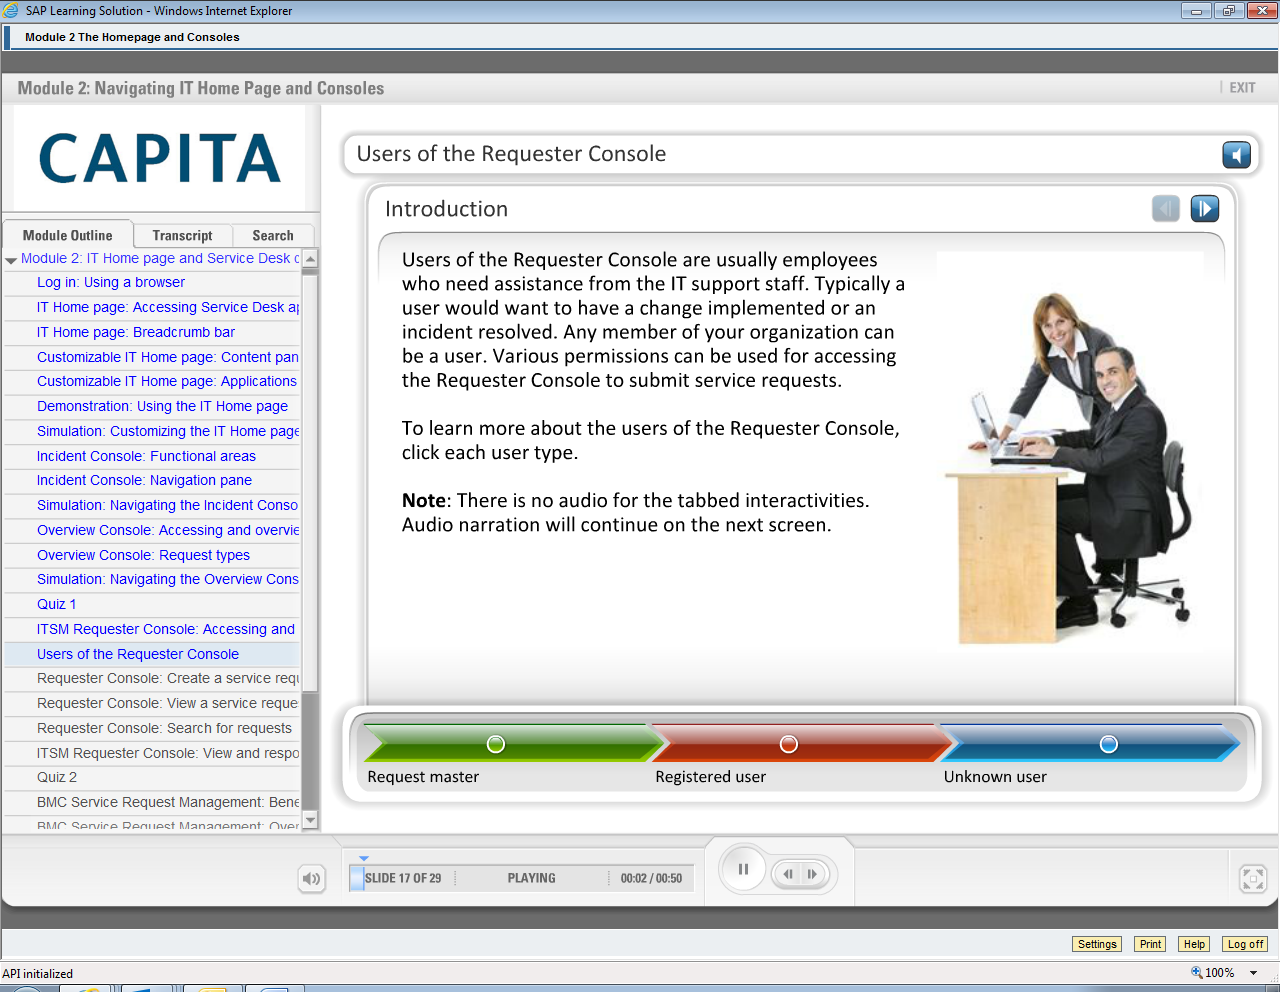 SAP Learning Solution - Windows Internet Explorer
Module 2 The Homepage and Consoles
Module 2: Navigating IT Home Page and Consoles
EXIT
CAPITA
Module Outline
Transcript
Search
Module 2: IT Home page and Service Desk c
Log in: Using a browser
IT Home page: Accessing Service Desk ap
IT Home page: Breadcrumb bar
Customizable IT Home page: Content pan
Customizable IT Home page: Applications
Demonstration: Using the IT Home page
Simulation: Customizing the IT Home page
Incident Console: Functional areas
Incident Console: Navigation pane
Simulation: Navigating the Incident Conso
Overview Console: Accessing and overvie
Overview Console: Request types
Simulation: Navigating the Overview Cons
Quiz 1
ITSM Requester Console: Accessing and
Users of the Requester Console
Requester Console: Create a service requ
Requester Console: View a service reque
Requester Console: Search for requests
ITSM Requester Console: View and respo
Quiz 2
BMC Service Request Management: Bene
BMC Service Request Management: Over
Users of the Requester Console
Introduction
Users of the Requester Console are usually employees
who need assistance from the IT support staff. Typically a
user would want to have a change implemented or an
incident resolved. Any member of your organization can
be a user. Various permissions can be used for accessing
the Requester Console to submit service requests.
To learn more about the users of the Requester Console,
click each user type.
Note: There is no audio for the tabbed interactivities.
Audio narration will continue on the next screen.
Request master
Registered user
Unknown user
SLIDE 17 OF 29
PLAYING
00:02 / 00:50
Settings
Print
Help
Log off
API initialized
100%